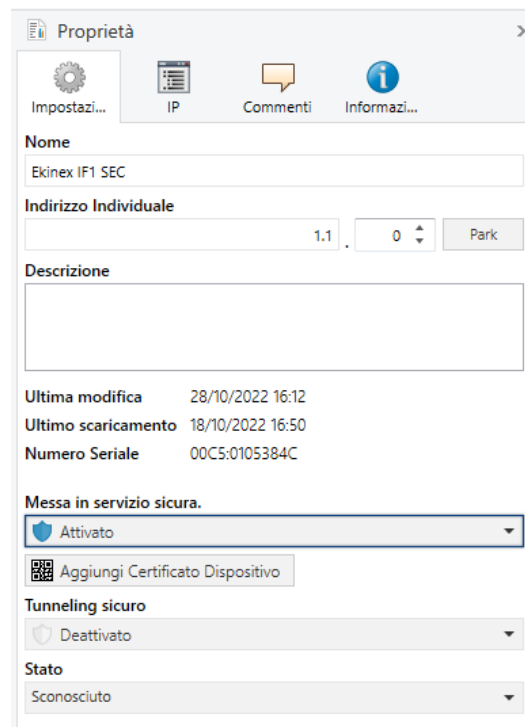 Proprietà
Impostazi...
IP
Commenti
Informazi...
Nome
Ekinex IF1 SEC
Indirizzo Individuale
1.1 . 0 Park
Descrizione
Ultima modifica 28/10/2022 16:12
Ultimo scaricamento 18/10/2022 16:50
Numero Seriale 00C5:0105384C
Messa in servizio sicura.
Attivato
Aggiungi Certificato Dispositivo
Tunneling sicuro
Deattivato
Stato
Sconosciuto